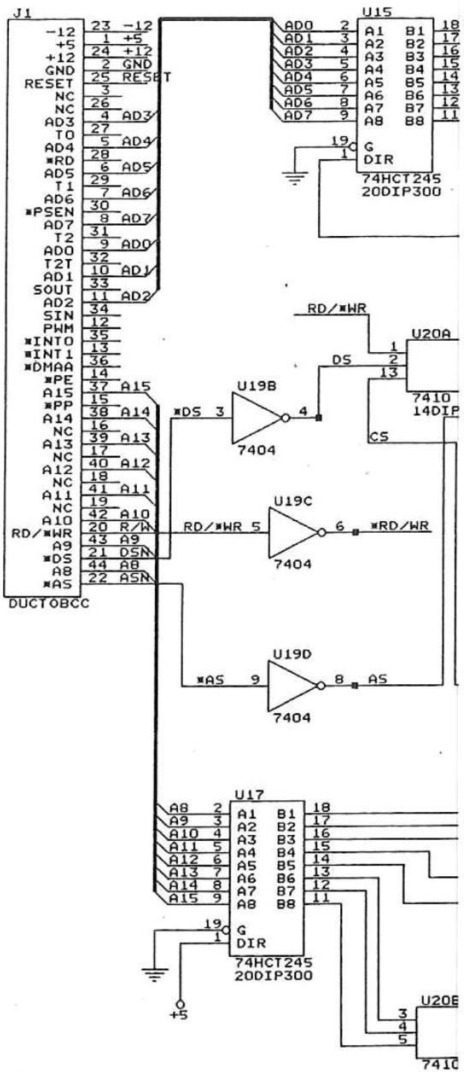 J1
-12 23 -12
+5 1 +5
+12 24 +12
GND 2 GND
RESET 25 RESET
NC 3
NC 26
AD3 4 AD3
T0 27
AD4 5 AD4
*RD 28
AD5 6 AD5
T1 29
AD6 7 AD6
*PSEN 30
AD7 8 AD7
T2 31
AD0 9 AD0
T2T 32
AD1 10 AD1
SOUT 33
AD2 11 AD2
SIN 34
PWM 12
*INT0 35
*INT1 13
*DMAA 36
*PE 14
A15 37 A15
*PP 15
A14 38 A14
NC 16
A13 39 A13
NC 17
A12 40 A12
NC 18
A11 41 A11
NC 19
A10 42 A10
RD/*WR 20 R/W
A9 43 A9
*DS 21 DSN
A8 44 A8
*AS 22 ASN
DUCTOBCC
U15
AD0 2 A1 B1 18
AD1 3 A2 B2 17
AD2 4 A3 B3 16
AD3 5 A4 B4 15
AD4 6 A5 B5 14
AD5 7 A6 B6 13
AD6 8 A7 B7 12
AD7 9 A8 B8 11
19 G
1 DIR
74HCT245
20DIP300
RD/*WR
U20A
1
DS 2
13
7410
14DIP
CS
U19B
*DS 3 4
7404
U19C
RD/*WR 5 6 *RD/WR
7404
U19D
*AS 9 8 AS
7404
U17
A8 2 A1 B1 18
A9 3 A2 B2 17
A10 4 A3 B3 16
A11 5 A4 B4 15
A12 6 A5 B5 14
A13 7 A6 B6 13
A14 8 A7 B7 12
A15 9 A8 B8 11
19 G
1 DIR
74HCT245
20DIP300
+5
U20B
3
4
5
7410